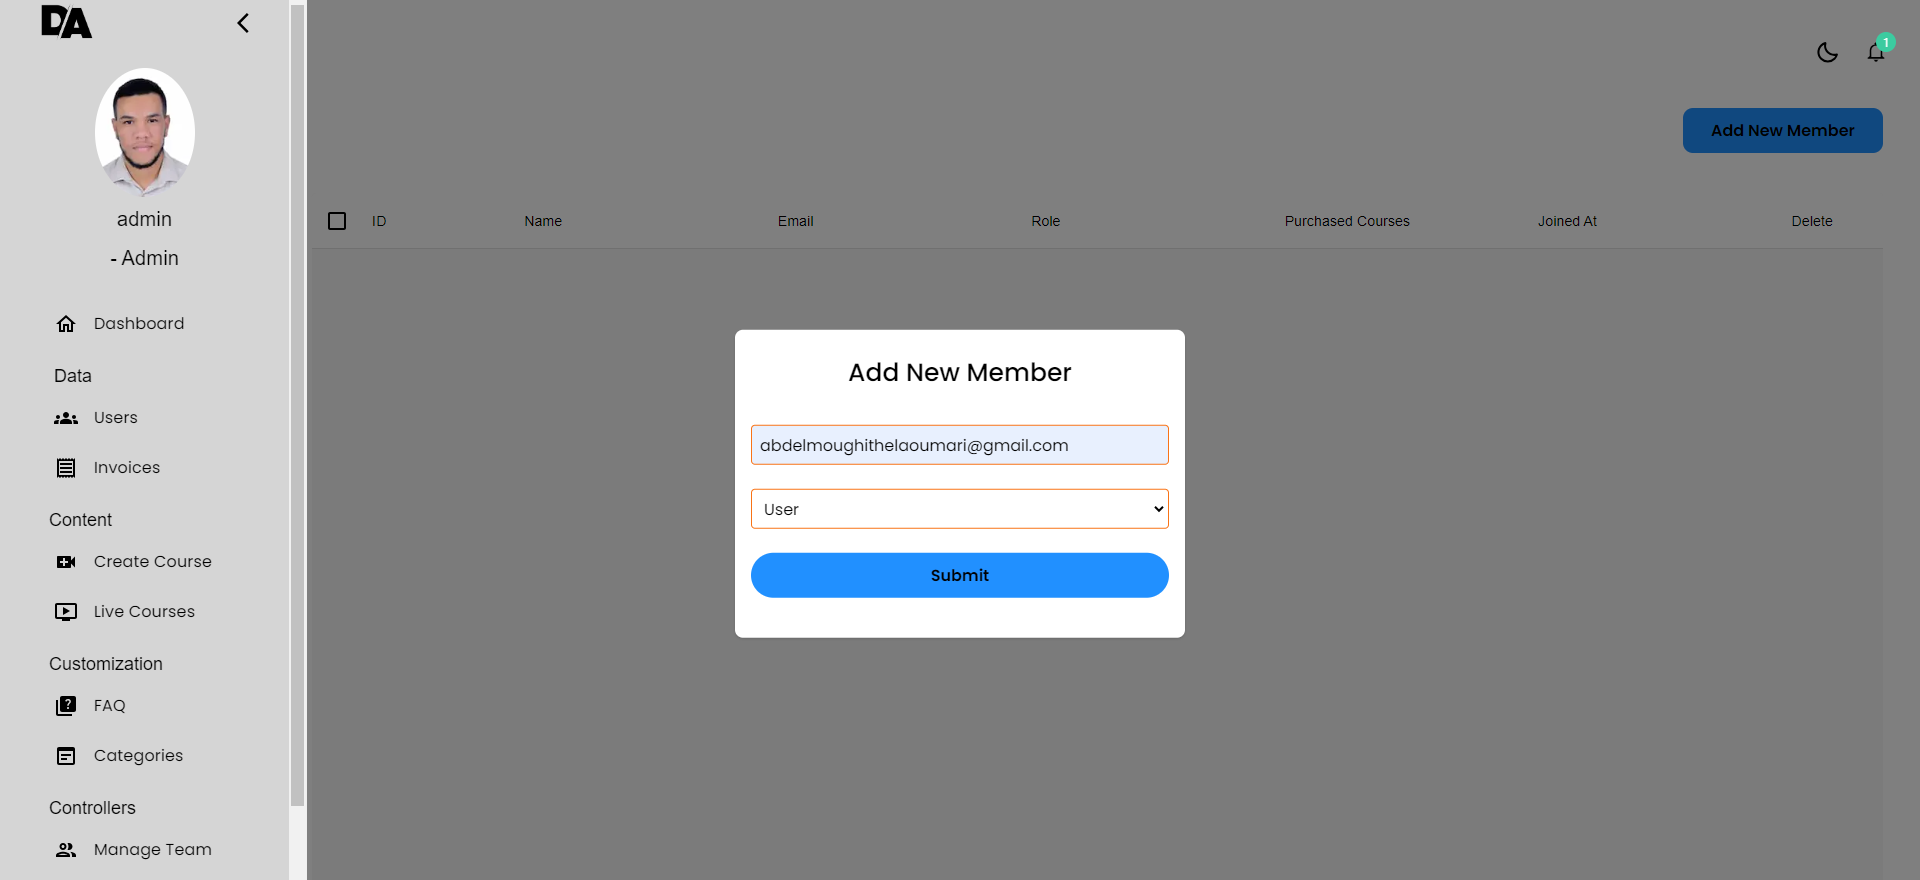 DA
admin
- Admin
Dashboard
Data
Users
Invoices
Content
Create Course
Live Courses
Customization
FAQ
Categories
Controllers
Manage Team
1
Add New Member
ID Name Email Role Purchased Courses Joined At Delete
Add New Member
abdelmoughithelaoumari@gmail.com
User
Submit